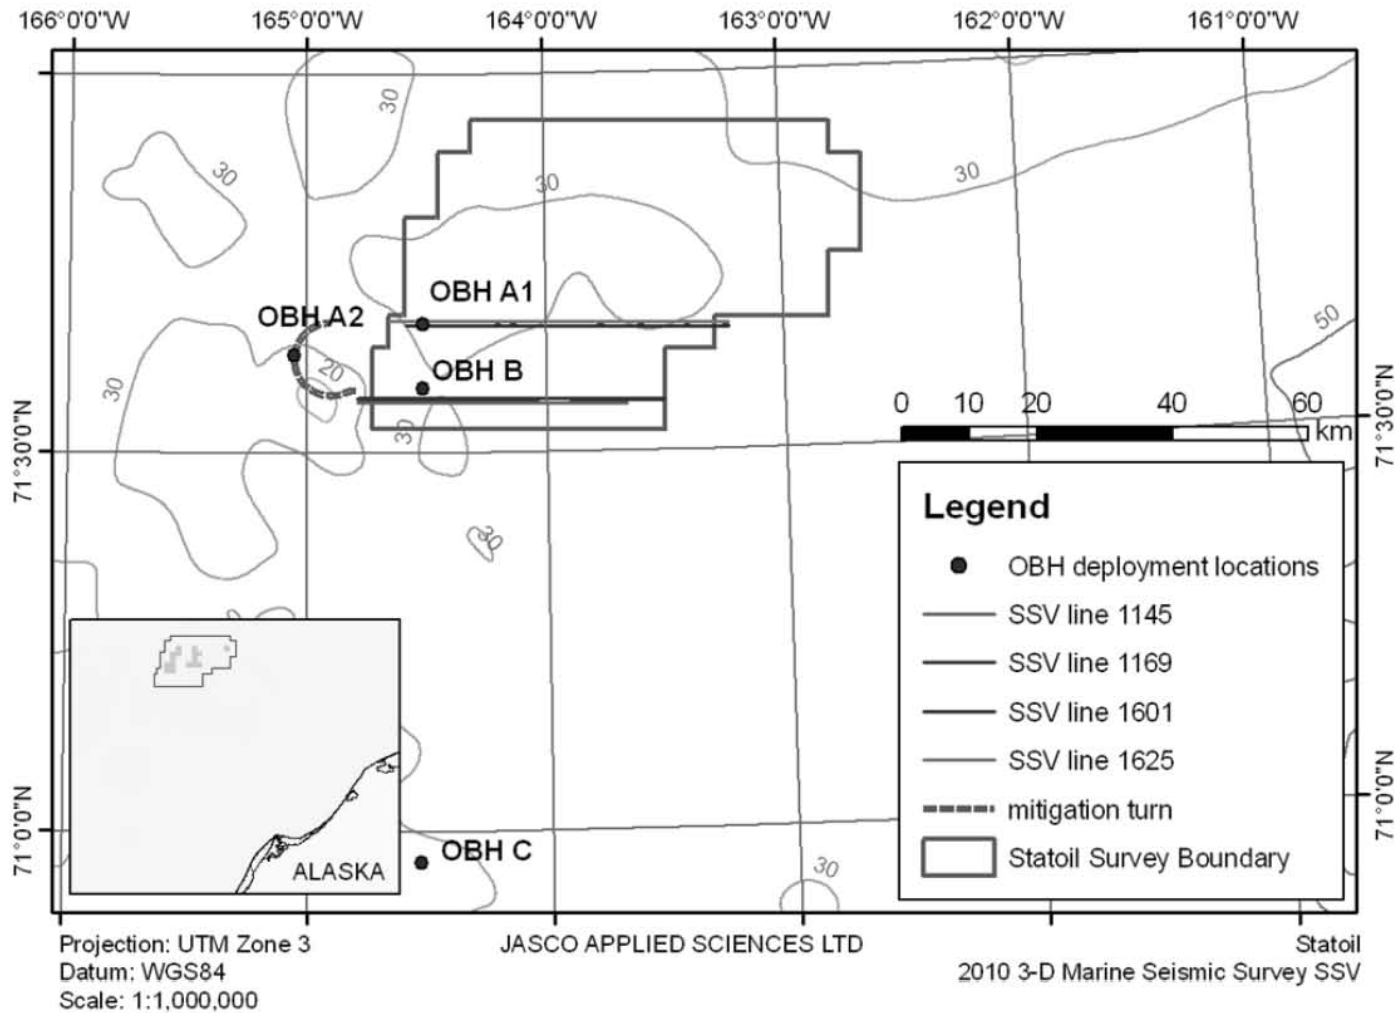 166°0'0"W 165°0'0"W 164°0'0"W 163°0'0"W 162°0'0"W 161°0'0"W
30
30
30
30
OBH A1
OBH A2
50
20
OBH B
30
0 10 20 40 60
km
30
71°30'0"N
71°30'0"N
Legend
OBH deployment locations
30
SSV line 1145
SSV line 1169
SSV line 1601
SSV line 1625
mitigation turn
Statoil Survey Boundary
71°0'0"N
71°0'0"N
OBH C
30
ALASKA
Projection: UTM Zone 3
Datum: WGS84
Scale: 1:1,000,000
JASCO APPLIED SCIENCES LTD
Statoil
2010 3-D Marine Seismic Survey SSV